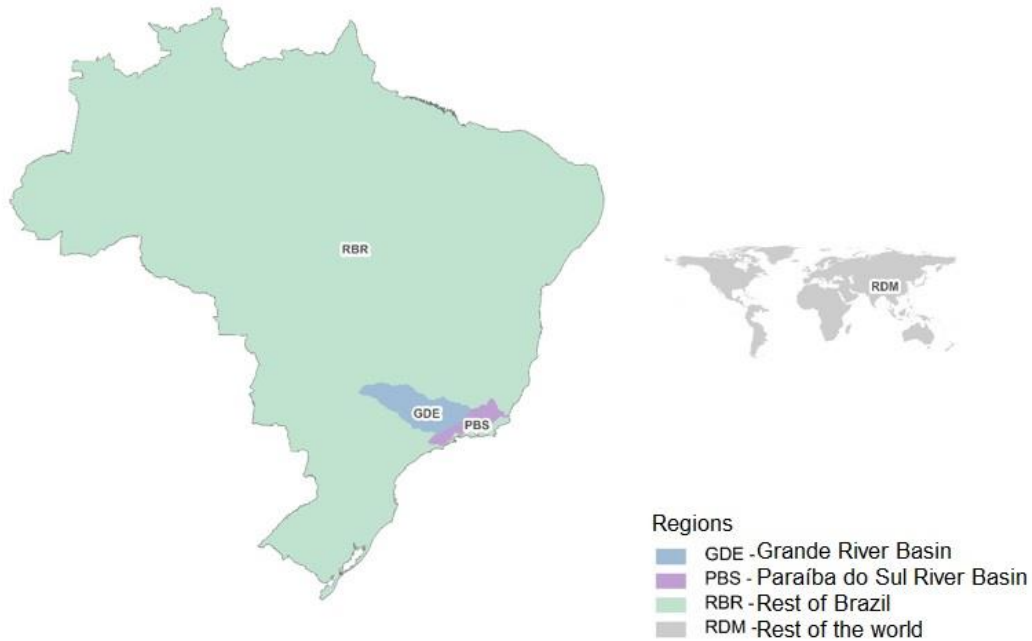 RBR
RDM
GDE
PBS
Regions
GDE - Grande River Basin
PBS - Paraíba do Sul River Basin
RBR - Rest of Brazil
RDM - Rest of the world